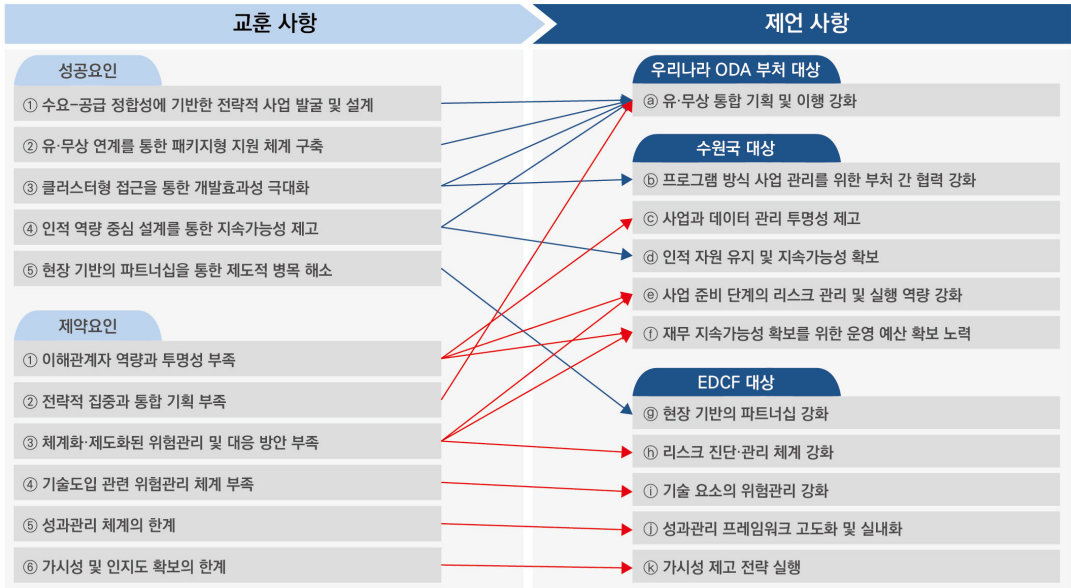 교훈 사항
제언 사항
성공요인
① 수요-공급 정합성에 기반한 전략적 사업 발굴 및 설계
② 유·무상 연계를 통한 패키지형 지원 체계 구축
③ 클러스터형 접근을 통한 개발효과성 극대화
④ 인적 역량 중심 설계를 통한 지속가능성 제고
⑤ 현장 기반의 파트너십을 통한 제도적 병목 해소
제약요인
① 이해관계자 역량과 투명성 부족
② 전략적 집중과 통합 기획 부족
③ 체계화·제도화된 위험관리 및 대응 방안 부족
④ 기술도입 관련 위험관리 체계 부족
⑤ 성과관리 체계의 한계
⑥ 가시성 및 인지도 확보의 한계
우리나라 ODA 부처 대상
ⓐ 유·무상 통합 기획 및 이행 강화
수원국 대상
ⓑ 프로그램 방식 사업 관리를 위한 부처 간 협력 강화
ⓒ 사업과 데이터 관리 투명성 제고
ⓓ 인적 자원 유지 및 지속가능성 확보
ⓔ 사업 준비 단계의 리스크 관리 및 실행 역량 강화
ⓕ 재무 지속가능성 확보를 위한 운영 예산 확보 노력
EDCF 대상
ⓖ 현장 기반의 파트너십 강화
ⓗ 리스크 진단·관리 체계 강화
ⓘ 기술 요소의 위험관리 강화
ⓙ 성과관리 프레임워크 고도화 및 실내화
ⓚ 가시성 제고 전략 실행